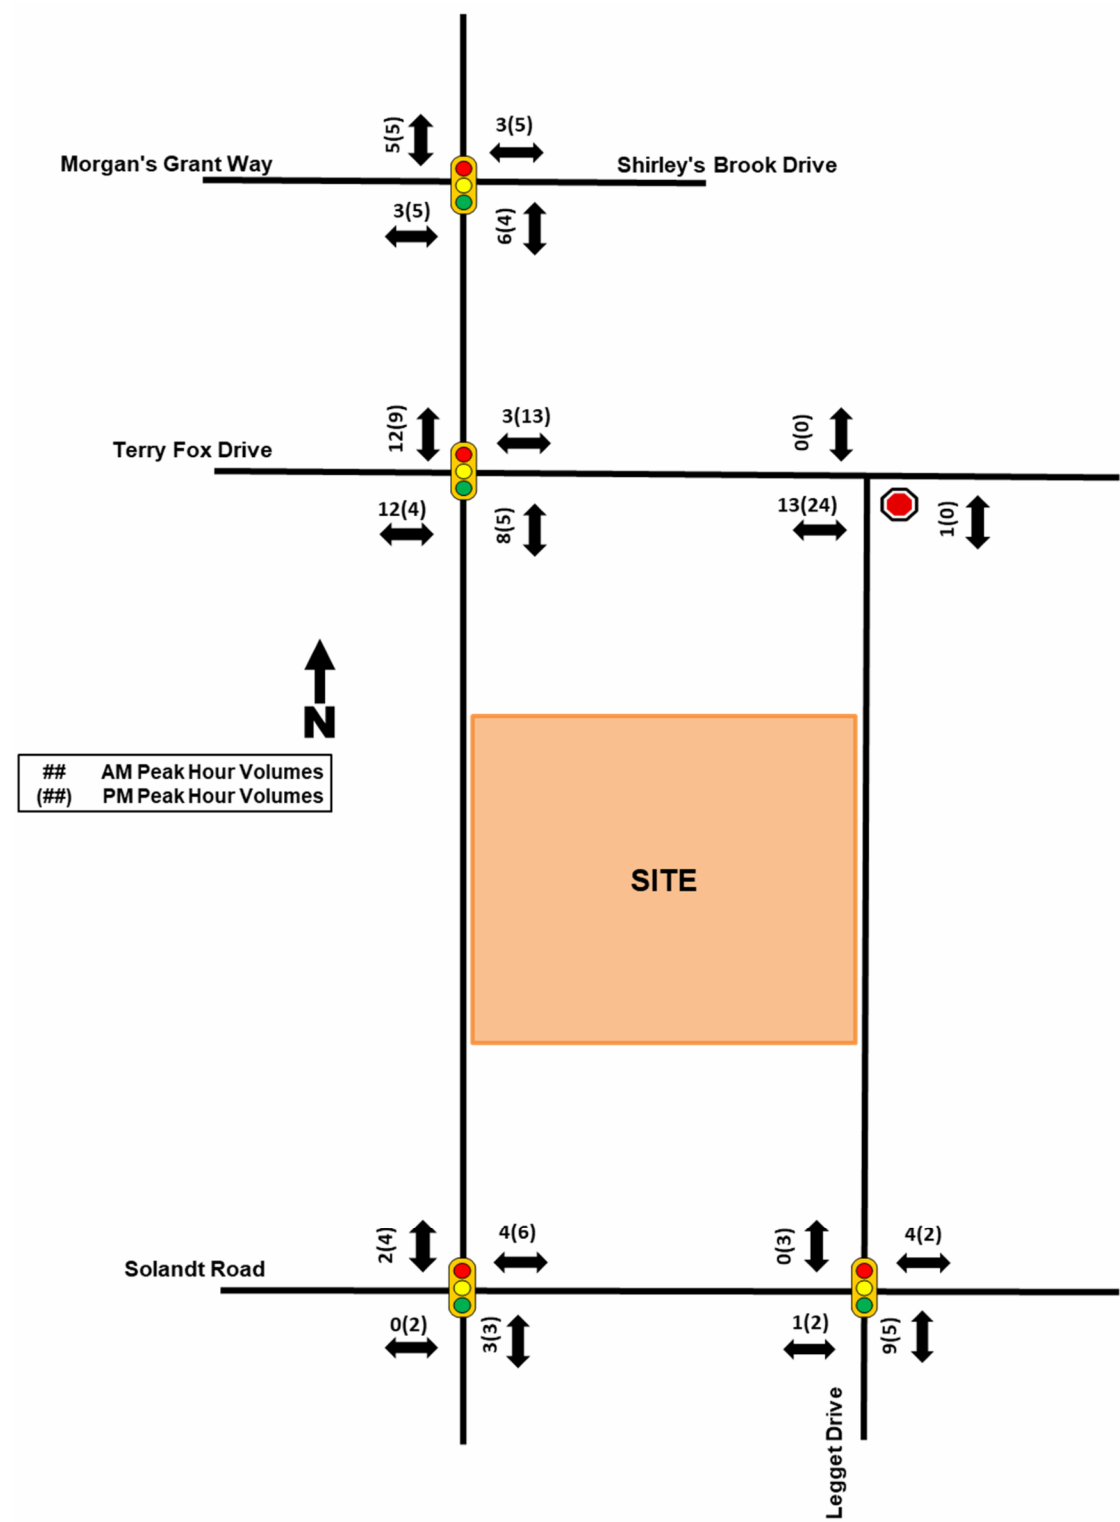 5(5)
3(5)
Morgan's Grant Way
Shirley's Brook Drive
3(5)
6(4)
12(9)
3(13)
0(0)
Terry Fox Drive
12(4)
8(5)
13(24)
1(0)
N
## AM Peak Hour Volumes
(##) PM Peak Hour Volumes
SITE
2(4)
4(6)
0(3)
4(2)
Solandt Road
0(2)
3(3)
1(2)
9(5)
Legget Drive